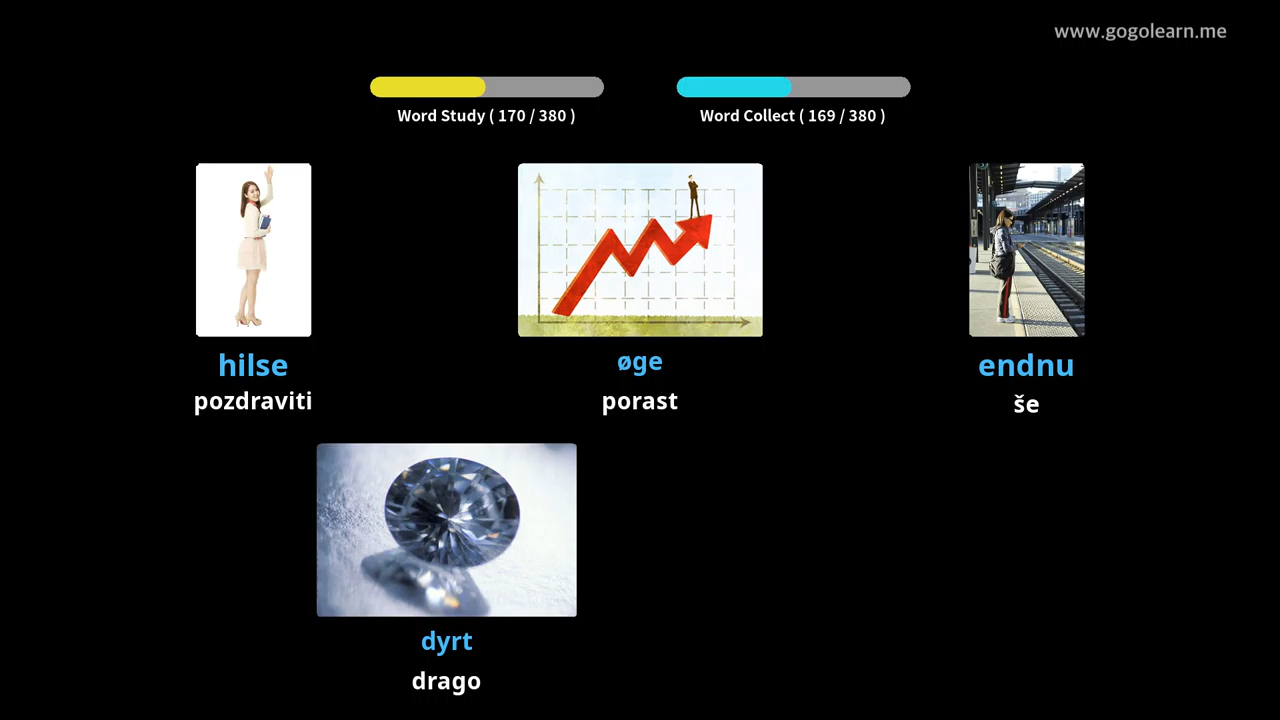 www.gogolearn.me
Word Study ( 170 / 380 )
Word Collect ( 169 / 380 )
hilse
pozdraviti
øge
porast
endnu
še
dyrt
drago